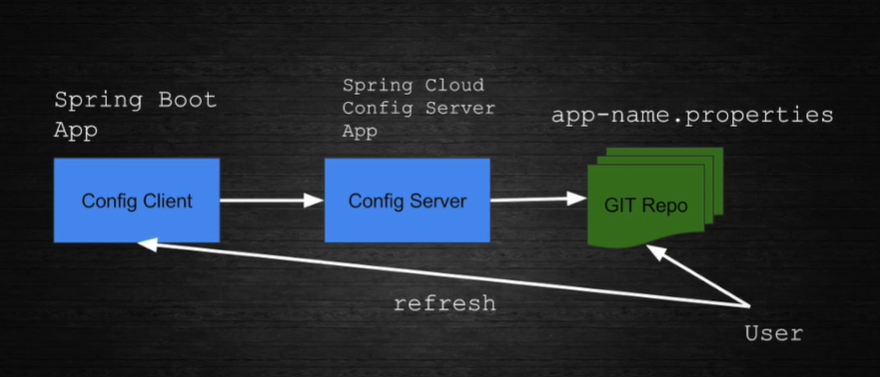 Spring Boot
App
Spring Cloud
Config Server
App
app-name.properties
Config Client
Config Server
GIT Repo
refresh
User